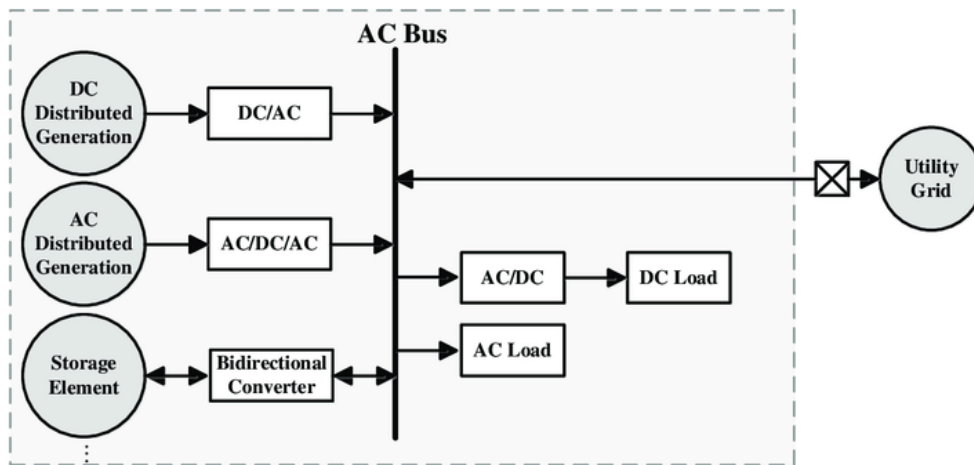 AC Bus
DC
Distributed
Generation
DC/AC
Utility
Grid
AC
Distributed
Generation
AC/DC/AC
AC/DC
DC Load
AC Load
Storage
Element
Bidirectional
Converter